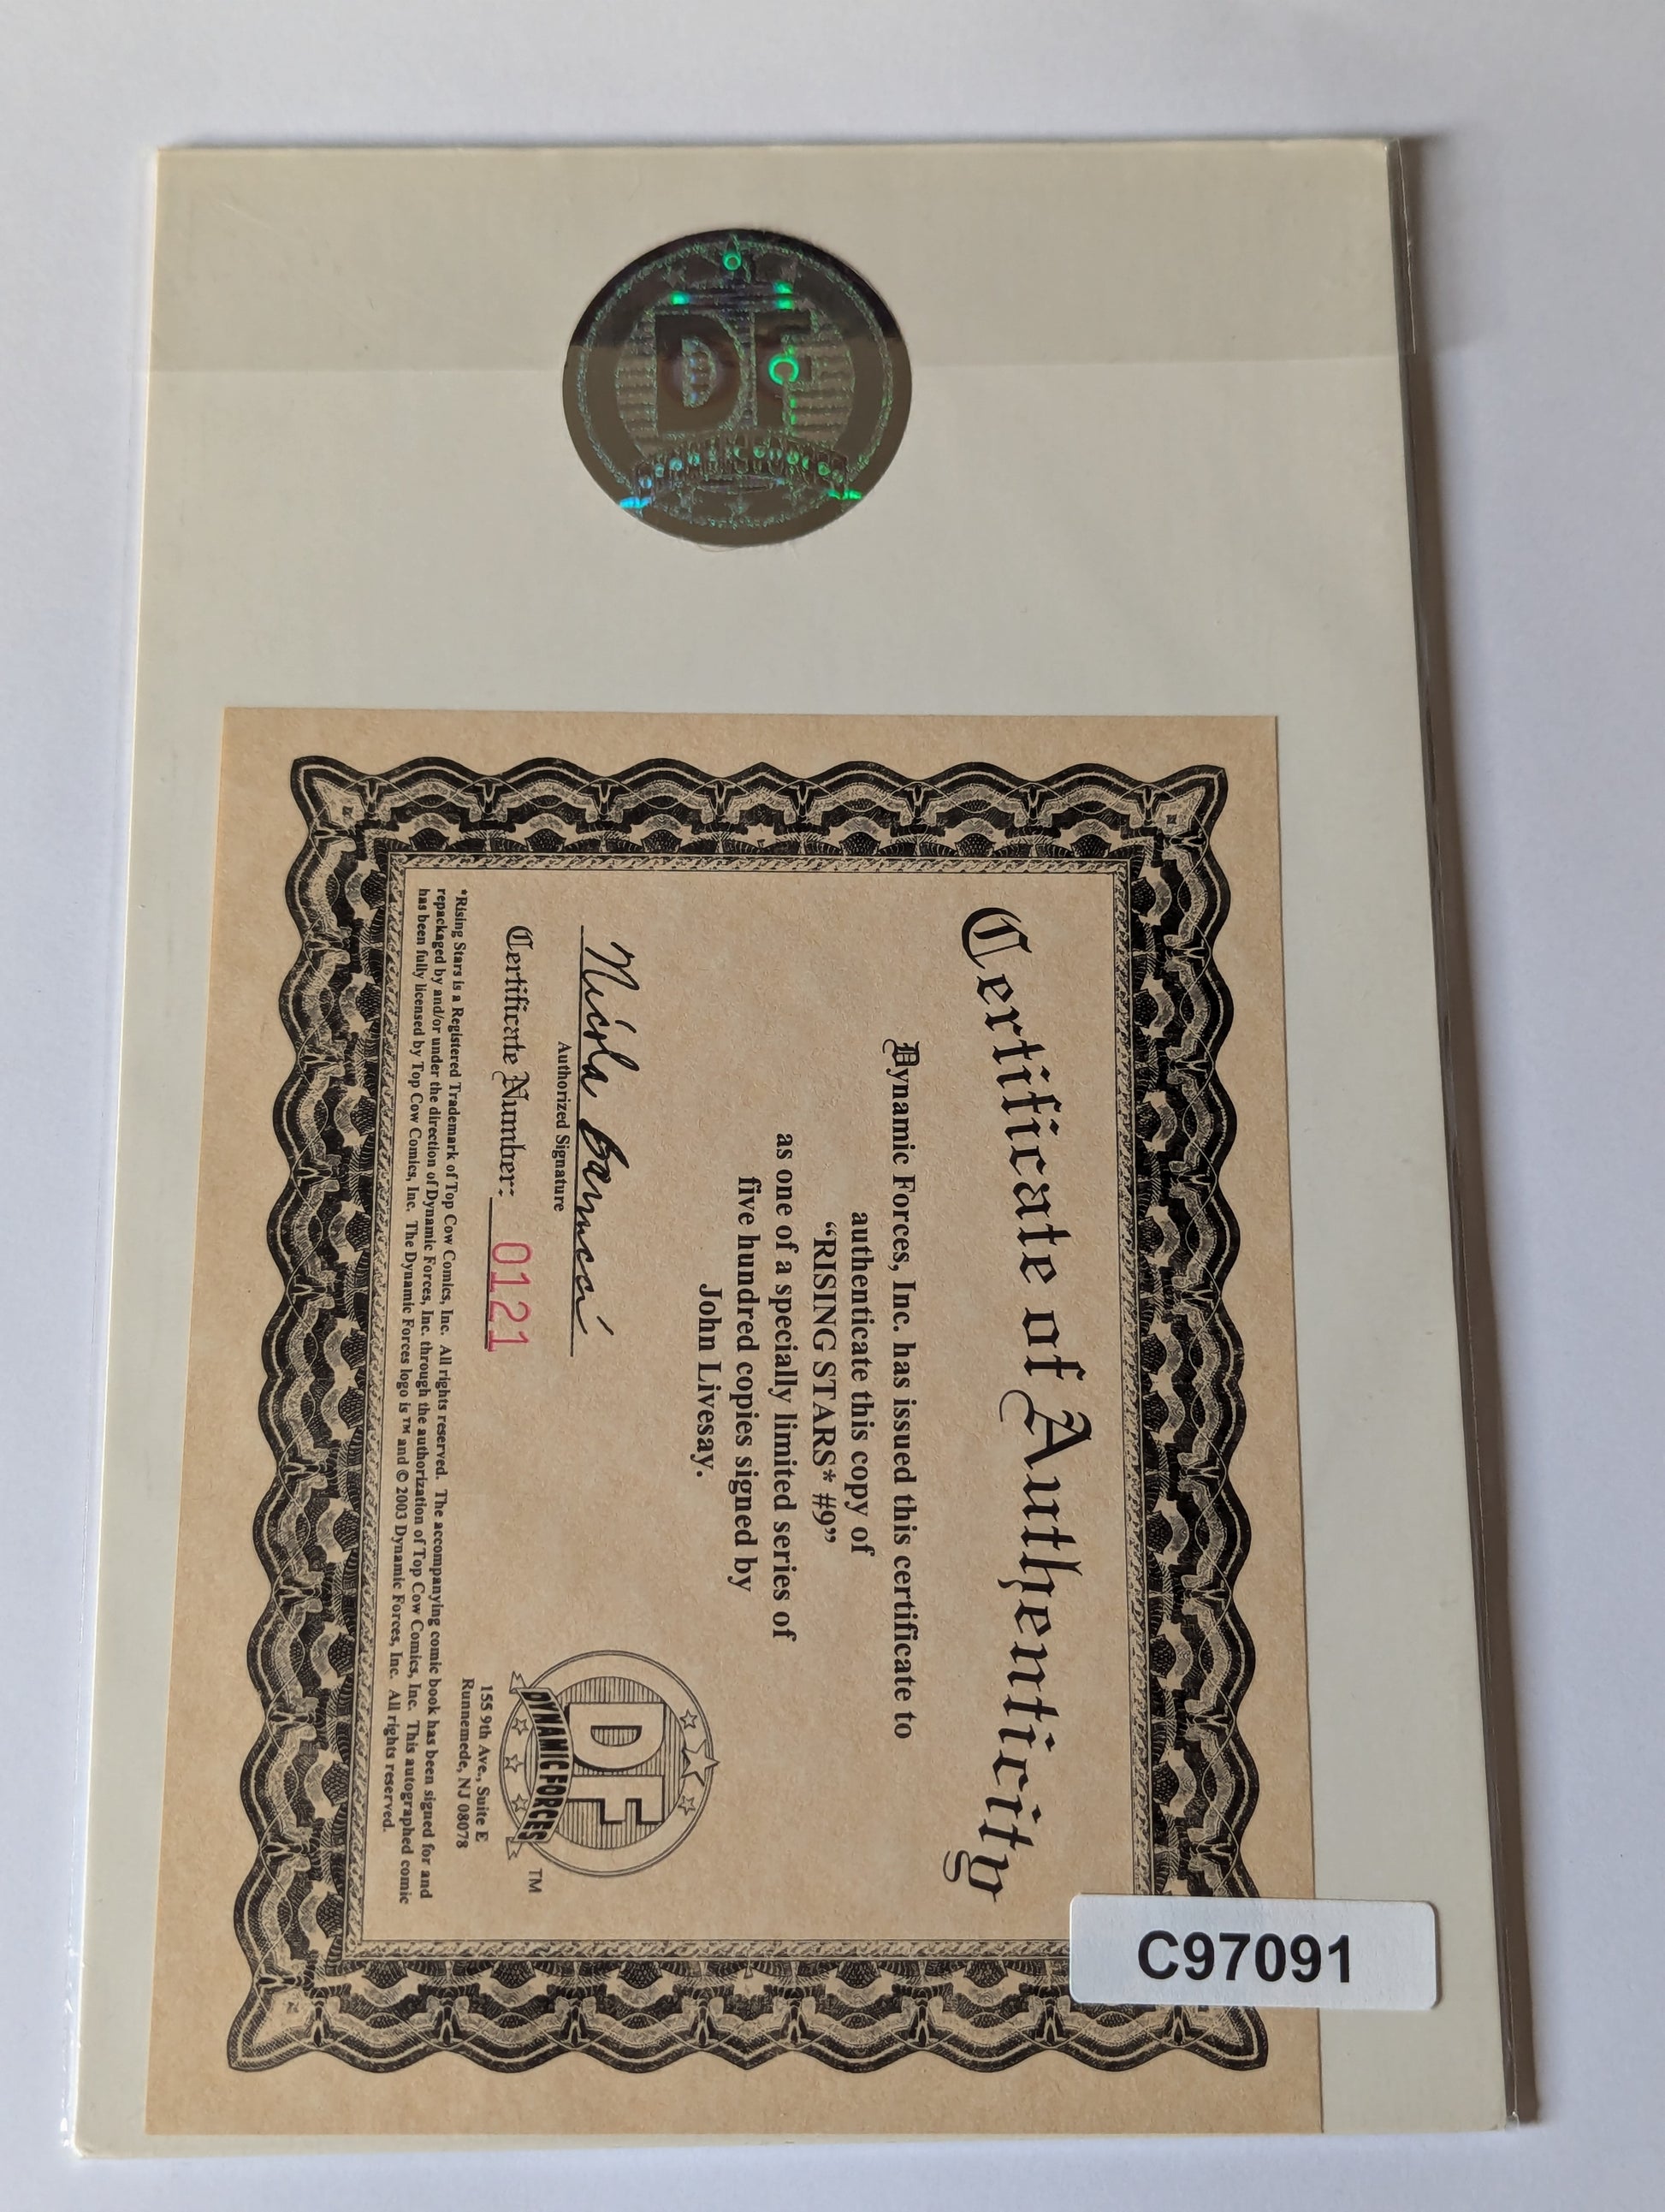 DF
DYNAMIC FORCES
Certificate of Authenticity
Dynamic Forces, Inc. has issued this certificate to
authenticate this copy of
“RISING STARS* #9”
as one of a specially limited series of
five hundred copies signed by
John Livesay.
Authorized Signature
Certificate Number: 0121
DF
DYNAMIC FORCES
TM
155 9th Ave., Suite E
Runnemede, NJ 08078
*Rising Stars is a Registered Trademark of Top Cow Comics, Inc. All rights reserved. The accompanying comic book has been signed for and
repackaged by and/or under the direction of Dynamic Forces, Inc. through the authorization of Top Cow Comics, Inc. This autographed comic
has been fully licensed by Top Cow Comics, Inc. The Dynamic Forces logo is ™ and © 2003 Dynamic Forces, Inc. All rights reserved.
C97091